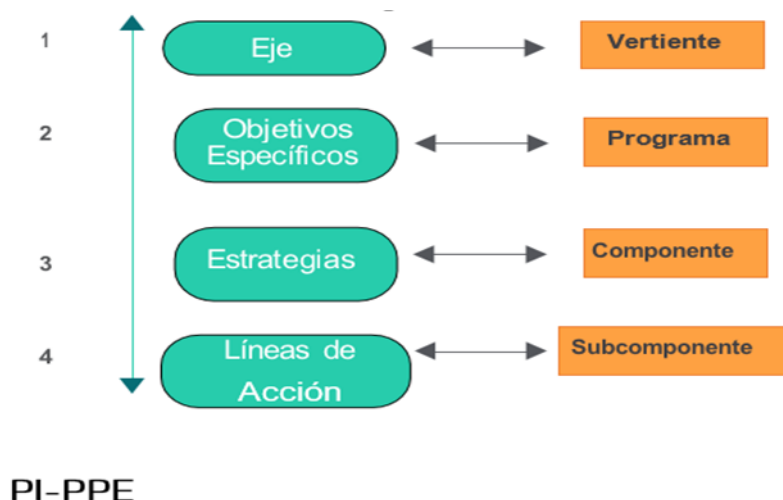 1
Eje
Vertiente
2
Objetivos
Específicos
Programa
3
Estrategias
Componente
4
Líneas de
Acción
Subcomponente
PI-PPE